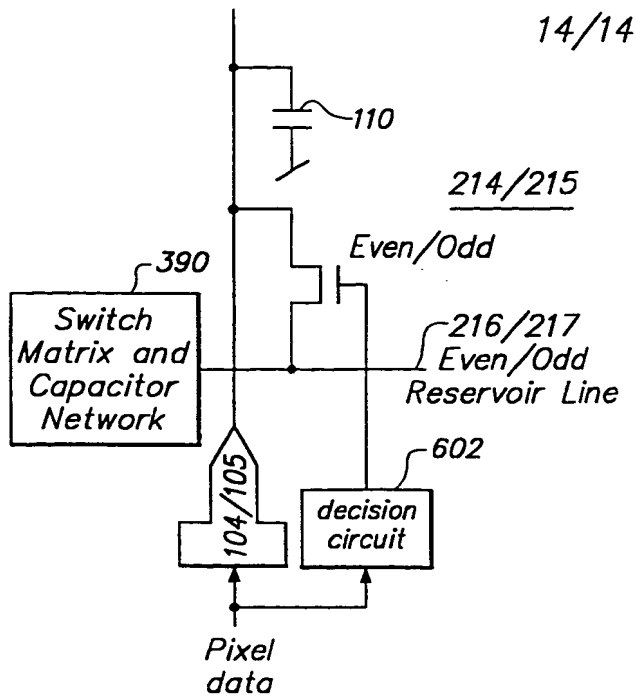 14/14
110
214/215
Even/Odd
390
Switch
Matrix and
Capacitor
Network
216/217
Even/Odd
Reservoir Line
602
104/105
decision
circuit
Pixel
data